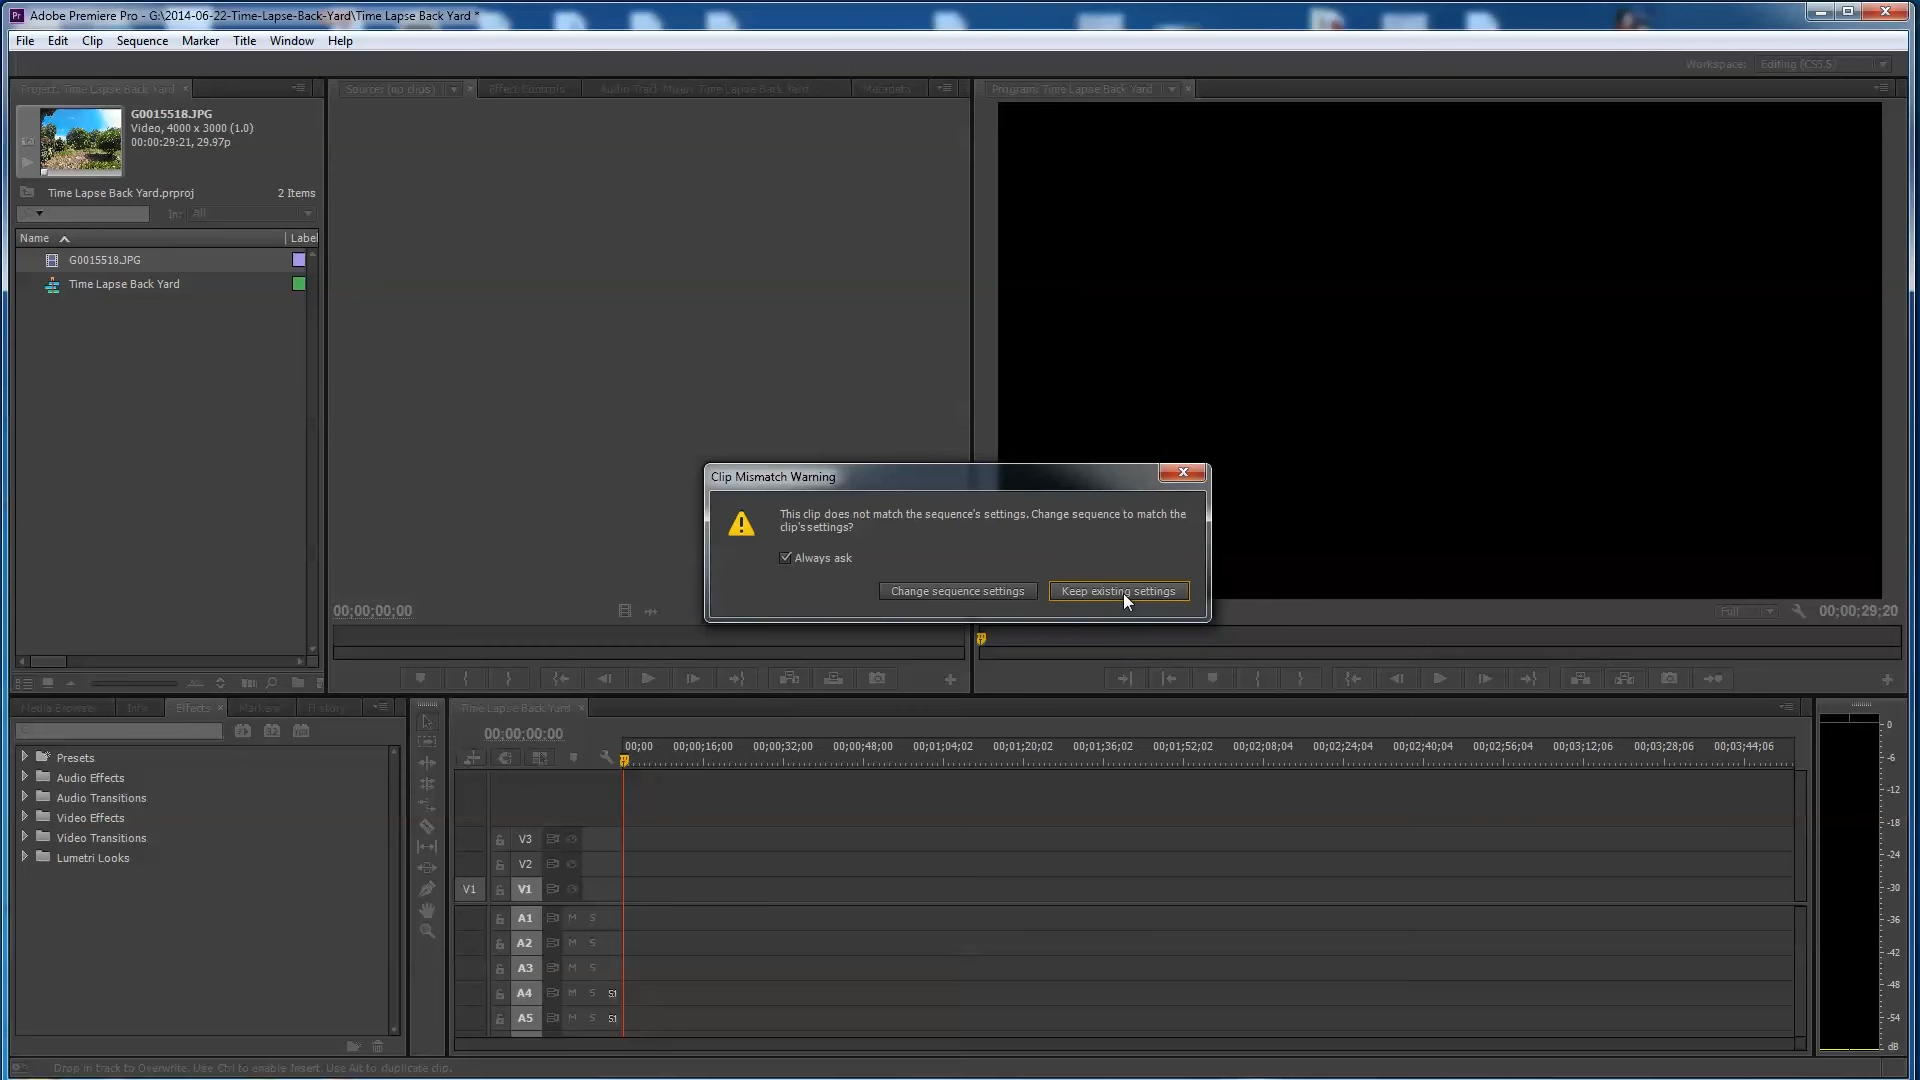 Adobe Premiere Pro - G:\2014-06-22-Time-Lapse-Back-Yard\Time Lapse Back Yard *
File Edit Clip Sequence Marker Title Window Help
Workspace: Editing (CS5.5)
Project: Time Lapse Back Yard ×
Source: (no clips) × Effect Controls Audio Track Mixer: Time Lapse Back Yard Metadata
Program: Time Lapse Back Yard ×
G0015518.JPG
Video, 4000 x 3000 (1.0)
00:00:29:21, 29.97p
Time Lapse Back Yard.prproj 2 Items
In: All
Name Label
G0015518.JPG
Time Lapse Back Yard
Clip Mismatch Warning
This clip does not match the sequence's settings. Change sequence to match the
clip's settings?
Always ask
Change sequence settings Keep existing settings
00;00;00;00
Full 00;00;29;20
Media Browser Info Effects × Markers History
Presets
Audio Effects
Audio Transitions
Video Effects
Video Transitions
Lumetri Looks
Time Lapse Back Yard ×
00;00;00;00
00;00 00;00;16;00 00;00;32;00 00;00;48;00 00;01;04;02 00;01;20;02 00;01;36;02 00;01;52;02 00;02;08;04 00;02;24;04 00;02;40;04 00;02;56;04 00;03;12;06 00;03;28;06 00;03;44;06
V3
V2
V1 V1
A1 M S
A2 M S
A3 M S
A4 M S S1
A5 M S S1
0
-6
-12
-18
-24
-30
-36
-42
-48
-54
dB
Drop in track to Overwrite. Use Ctrl to enable Insert. Use Alt to duplicate clip.